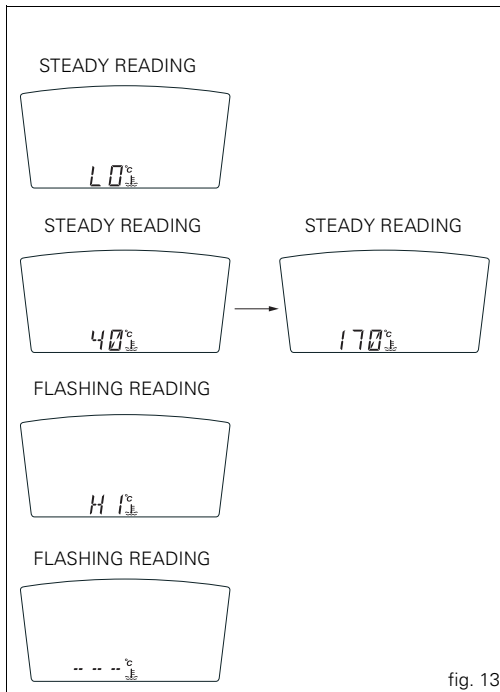 STEADY READING
LO°C
STEADY READING
STEADY READING
40°C
170°C
FLASHING READING
HI°C
FLASHING READING
---°C
fig. 13